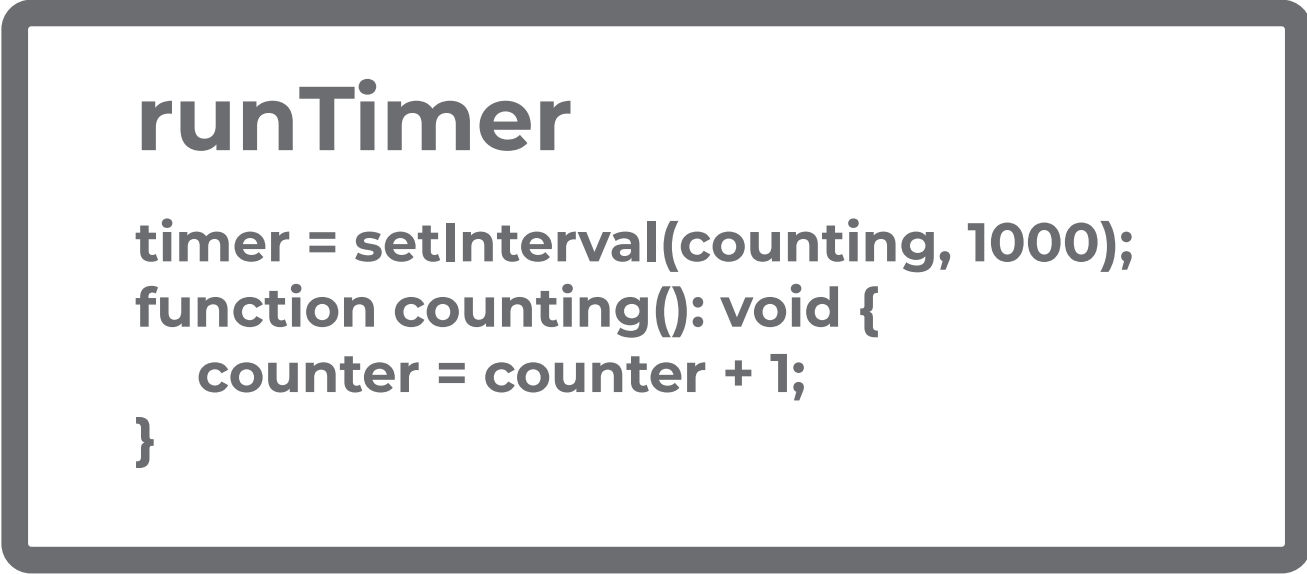 runTimer
timer = setInterval(counting, 1000);
function counting(): void {
    counter = counter + 1;
}